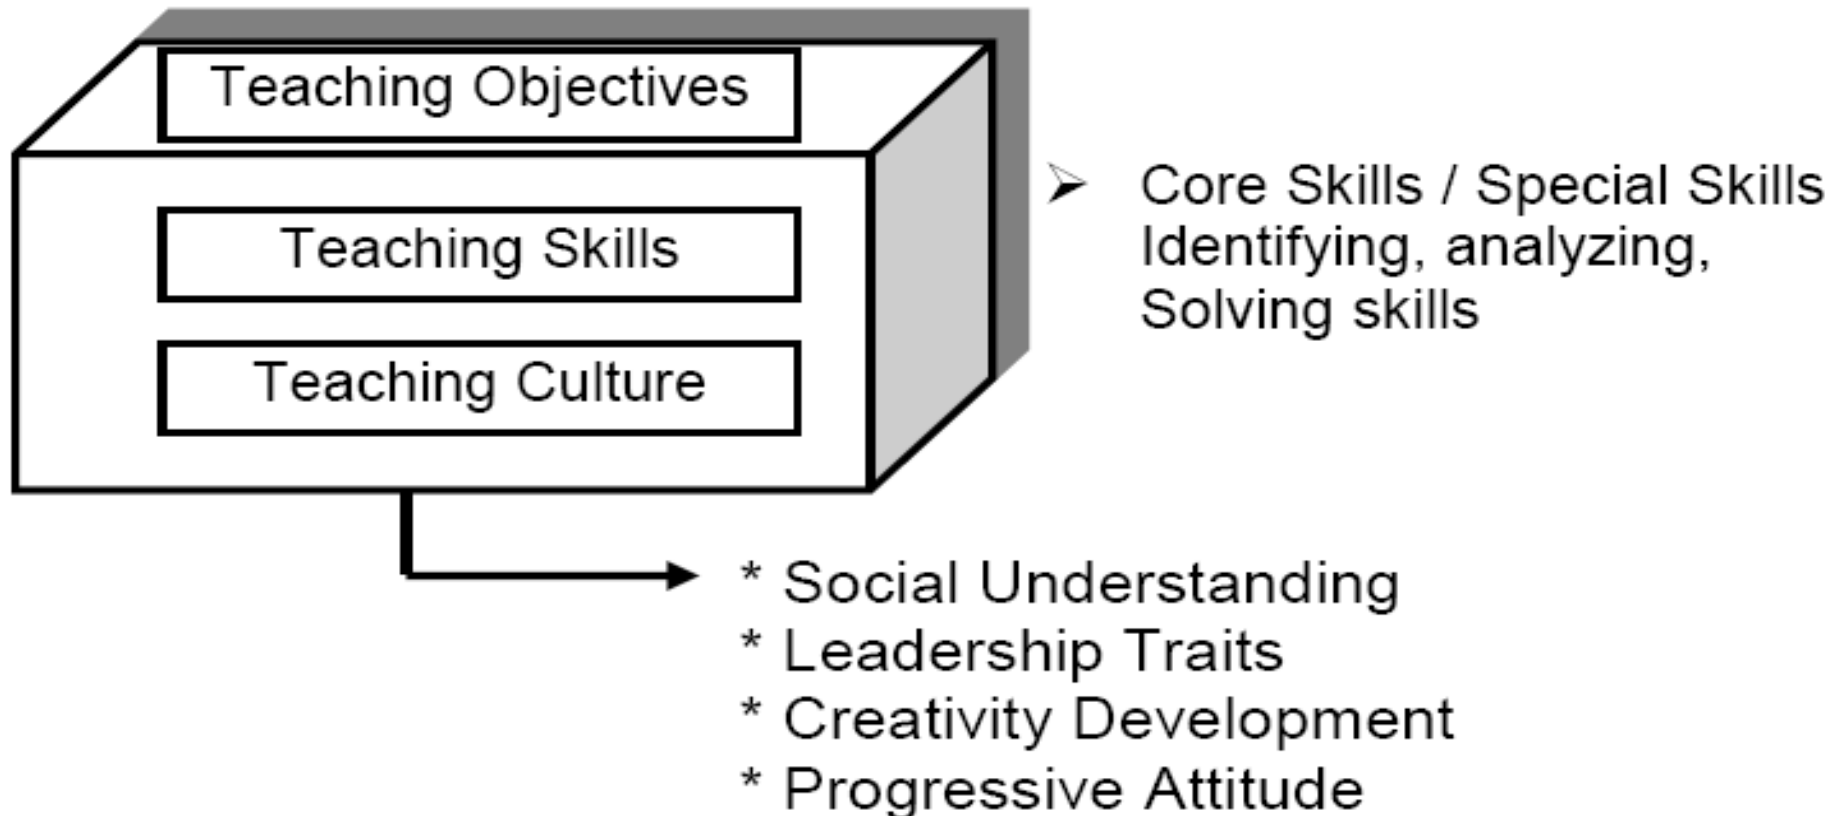 Teaching Objectives
Teaching Skills
Teaching Culture
➢ Core Skills / Special Skills
Identifying, analyzing,
Solving skills
* Social Understanding
* Leadership Traits
* Creativity Development
* Progressive Attitude